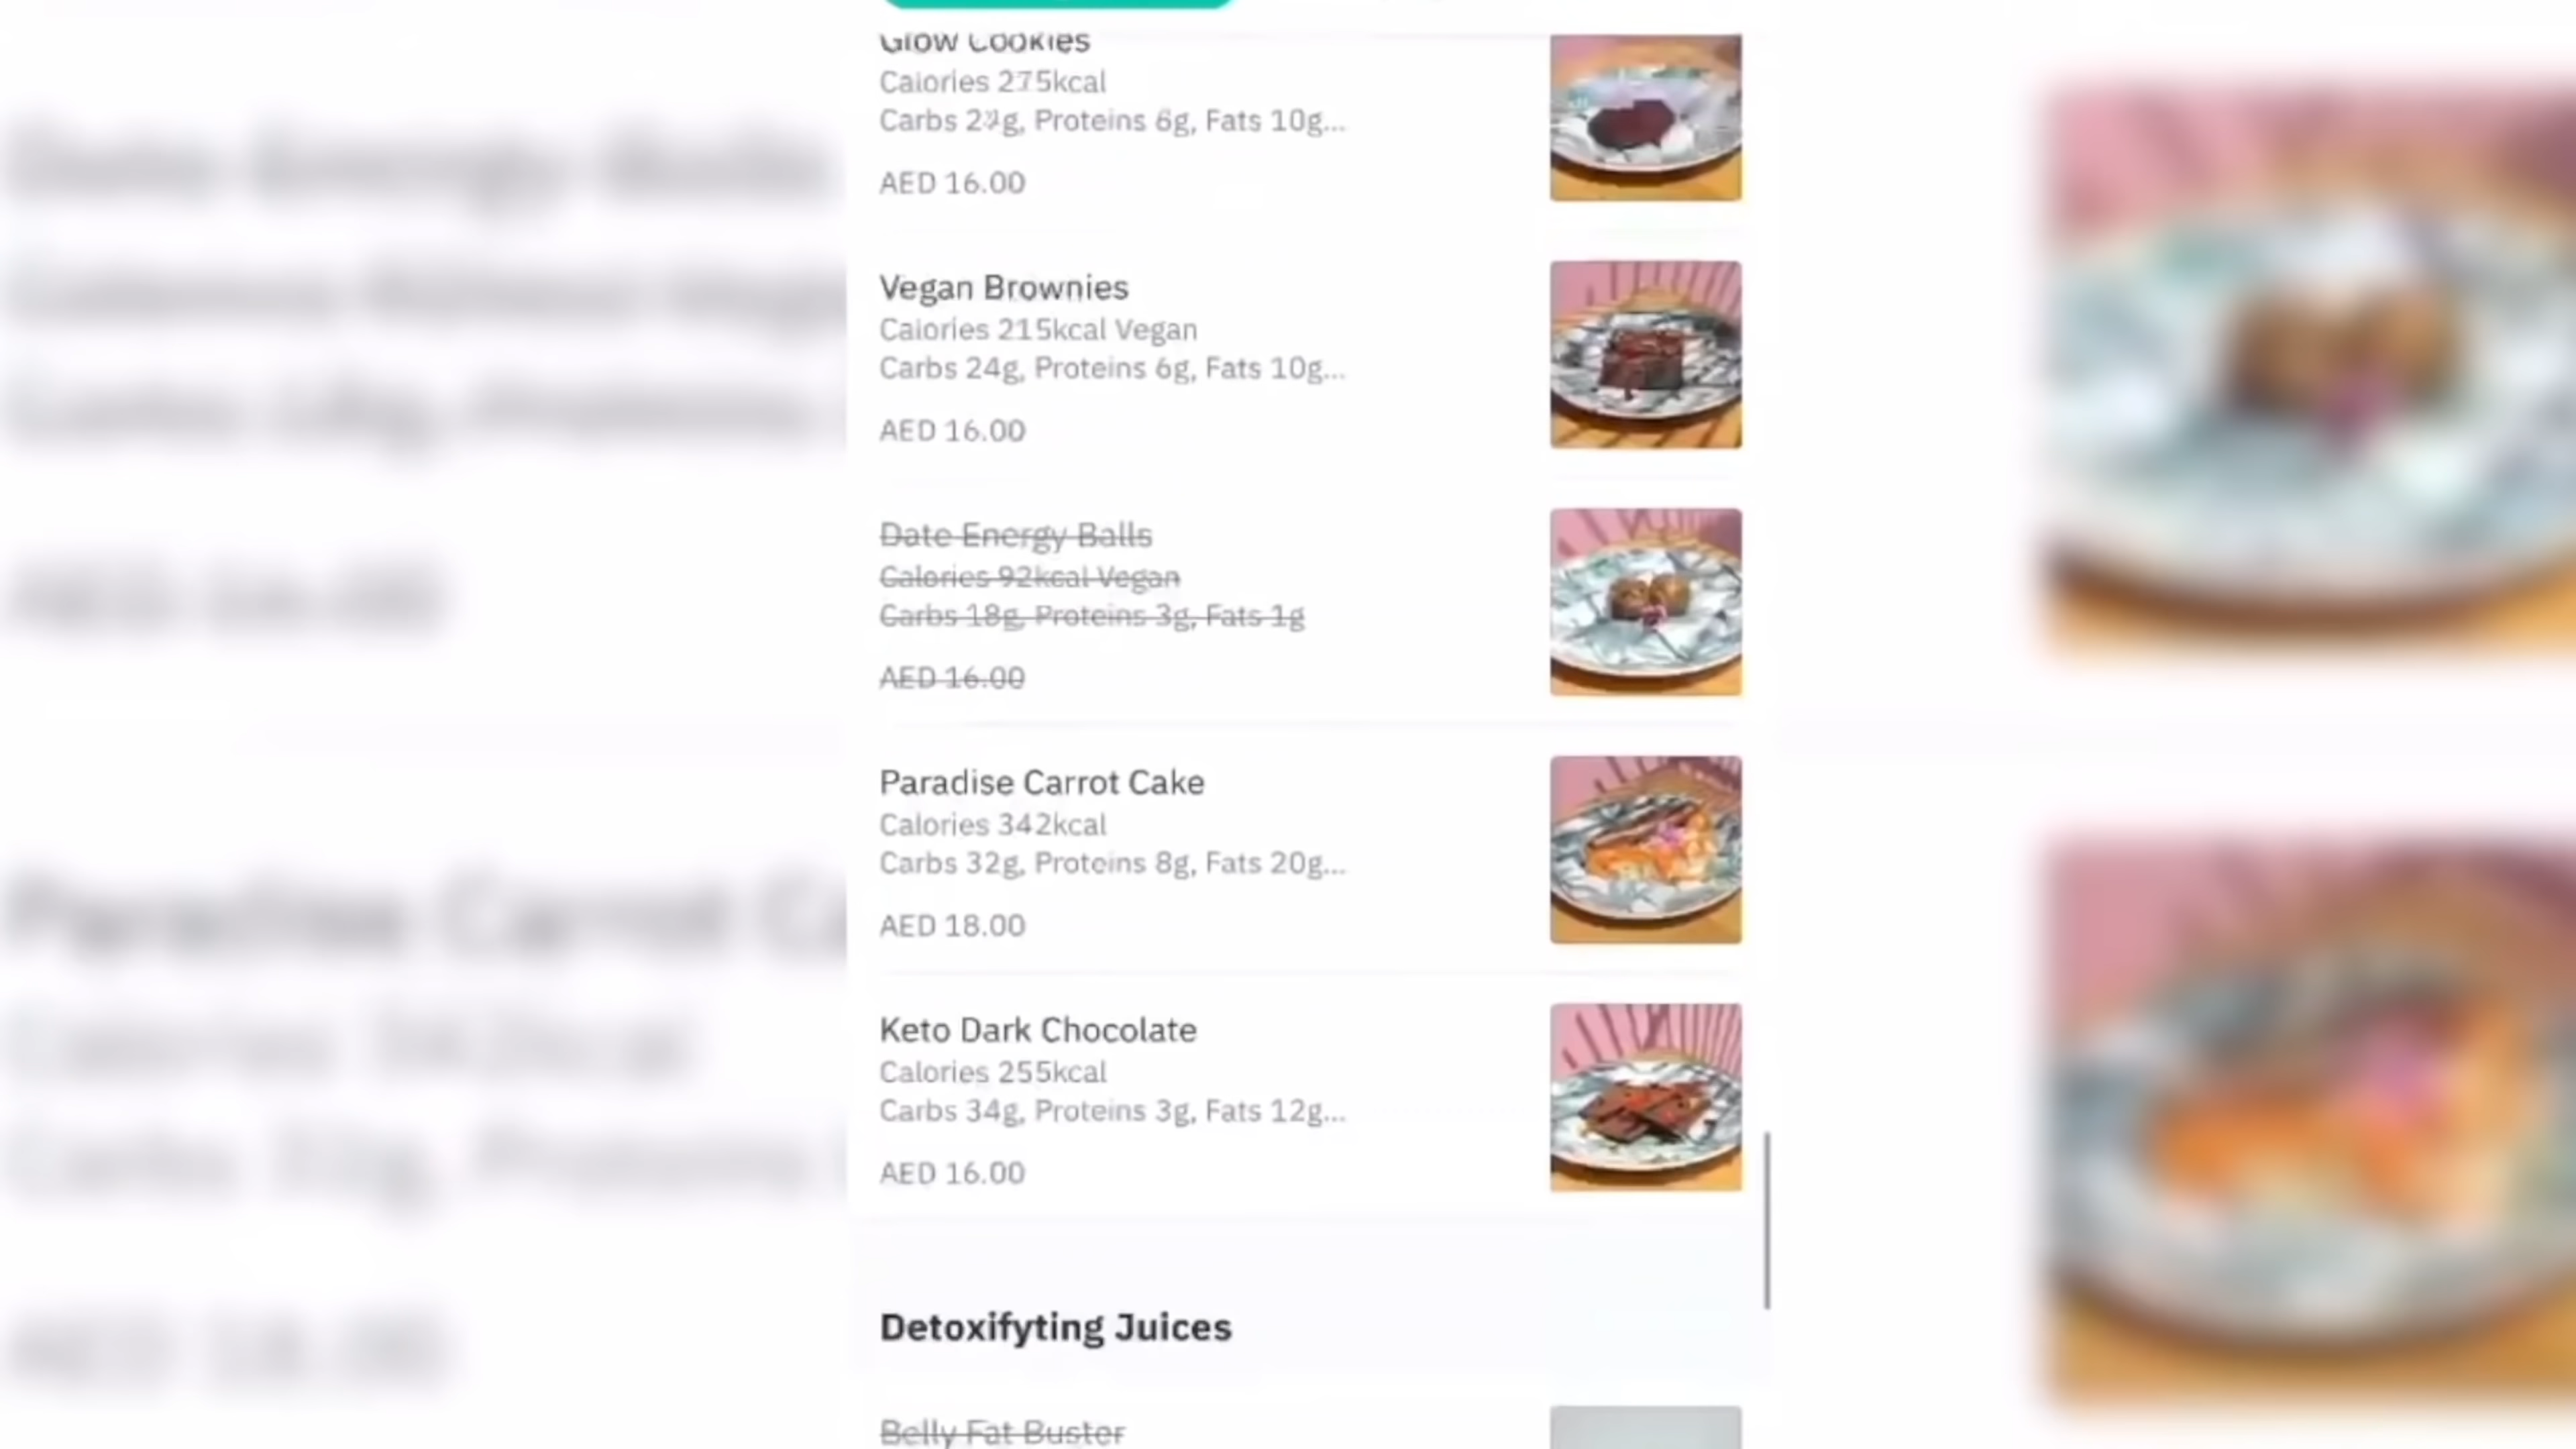 Glow Cookies
Calories 275kcal
Proteins 6g, Fats 10g...
AED 16.00
Vegan Brownies
Calories 215kcal Vegan
Carbs 24g, Proteins 6g, Fats 10g...
AED 16.00
Date Energy Balls
Calories 92kcal Vegan
Carbs 18g, Proteins 3g, Fats 1g
AED 16.00
Paradise Carrot Cake
Calories 342kcal
Carbs 32g, Proteins 8g, Fats 20g...
AED 18.00
Keto Dark Chocolate
Calories 255kcal
Carbs 34g, Proteins 3g, Fats 12g...
AED 16.00
Detoxifyting Juices
Belly Fat Buster